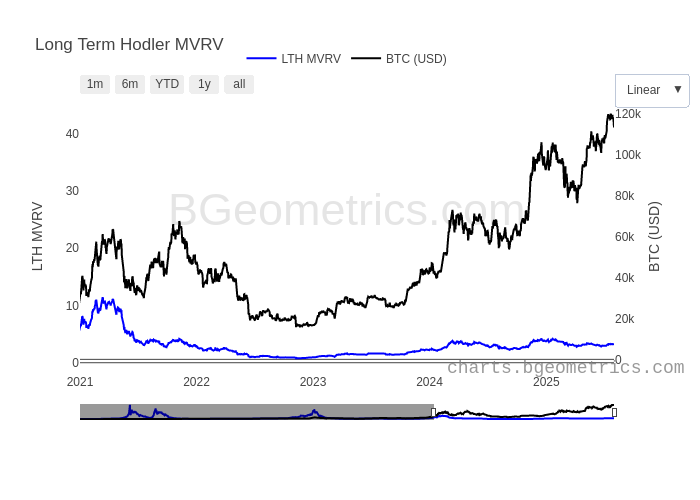 Long Term Hodler MVRV
LTH MVRV BTC (USD)
1m 6m YTD 1y all
Linear ▼
120k
40
100k
30
80k
BGeometrics.com
LTH MVRV
BTC (USD)
20
60k
40k
10
20k
0
0
charts.bgeometrics.com
2021 2022 2023 2024 2025